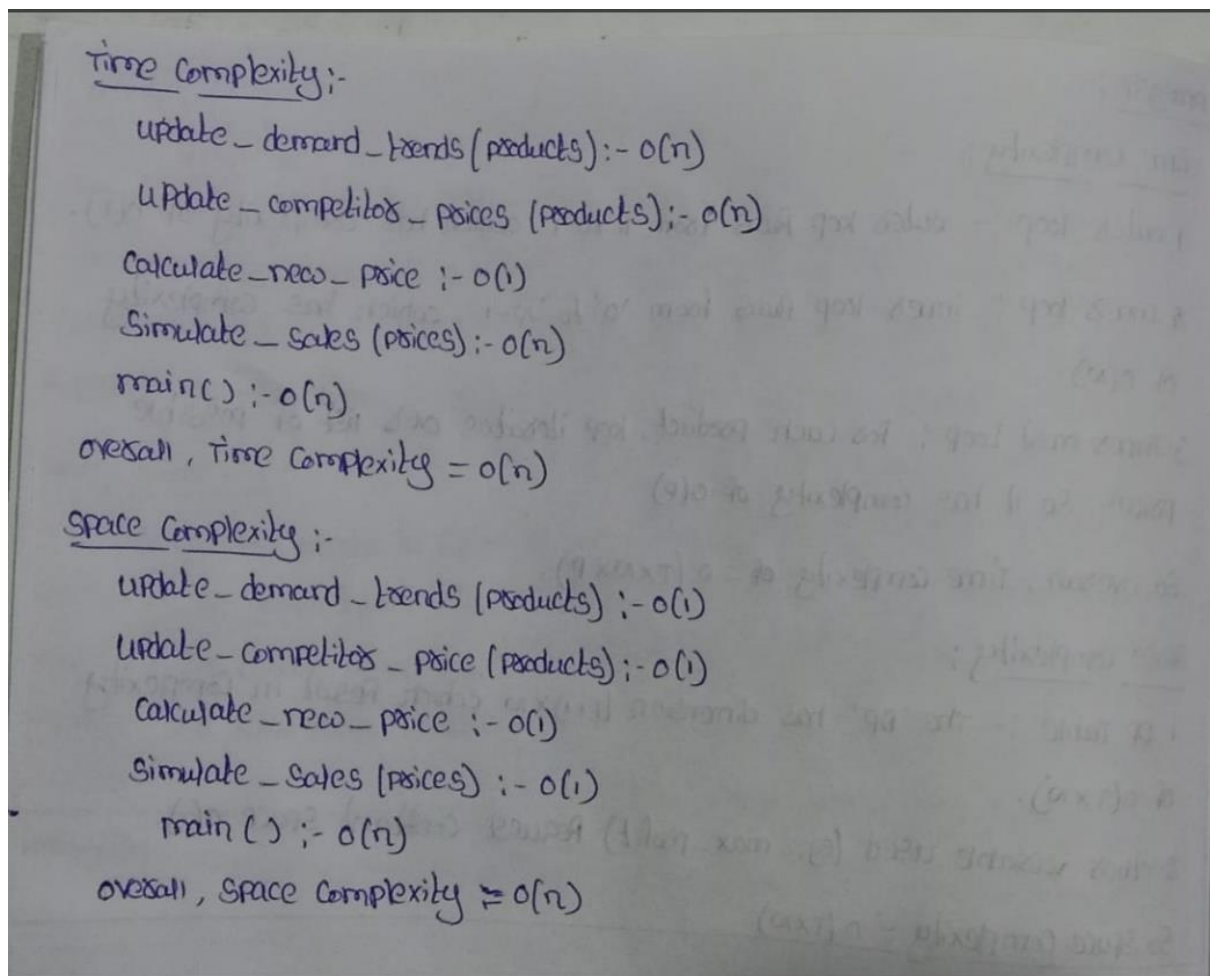 Time Complexity :-
update_demand_trends (products) :- O(n)
update_competitor_prices (products) :- O(n)
calculate_reco_price :- O(1)
Simulate_sales (prices) :- O(n)
main() :- O(n)
overall, Time Complexity = O(n)
Space Complexity :-
update_demand_trends (products) :- O(1)
update_competitor_price (products) :- O(1)
calculate_reco_price :- O(1)
Simulate_sales (prices) :- O(1)
main() :- O(n)
overall, Space Complexity = O(n)